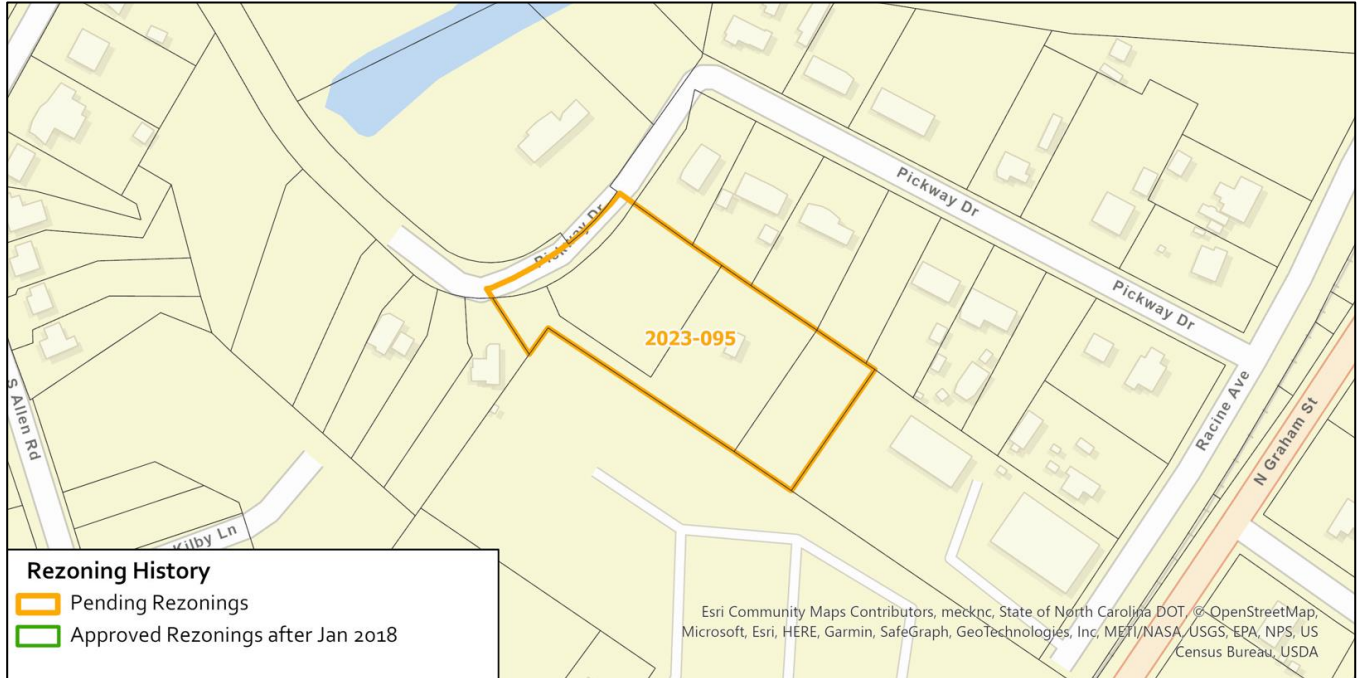 Pickway Dr
Pickway Dr
2023-095
Pickway Dr
Racine Ave
N Graham St
S Allen Rd
Kilby Ln
Rezoning History
Pending Rezonings
Approved Rezonings after Jan 2018
Esri Community Maps Contributors, mecknc, State of North Carolina DOT, © OpenStreetMap,
Microsoft, Esri, HERE, Garmin, SafeGraph, GeoTechnologies, Inc, METI/NASA, USGS, EPA, NPS, US
Census Bureau, USDA